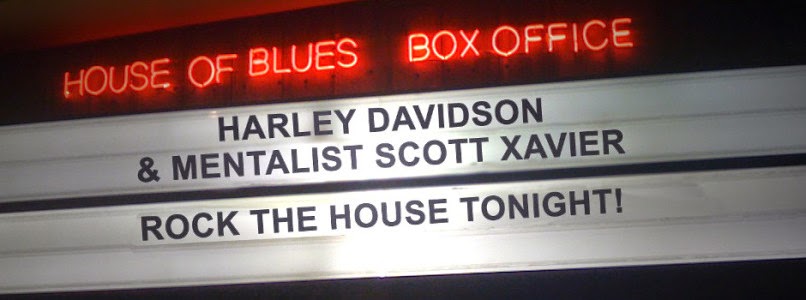 HOUSE OF BLUES BOX OFFICE
HARLEY DAVIDSON
& MENTALIST SCOTT XAVIER
ROCK THE HOUSE TONIGHT!